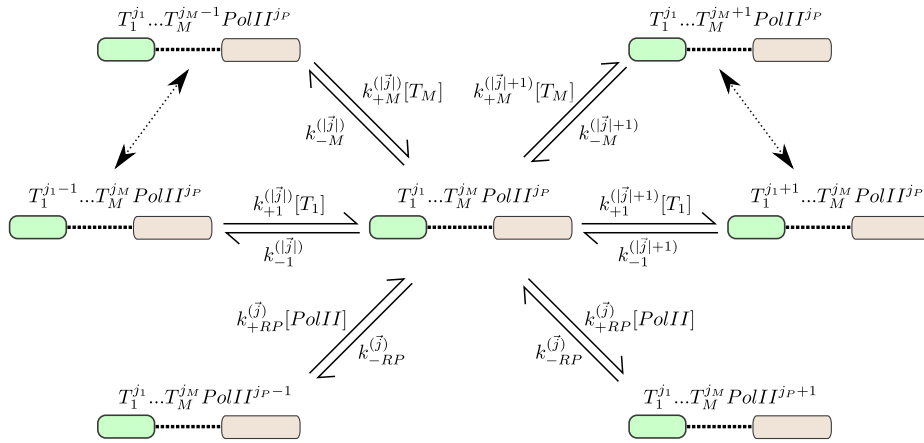 $T_1^{j_1}...T_M^{j_M-1}PolII^{j_P}$
$T_1^{j_1}...T_M^{j_M+1}PolII^{j_P}$
$k_{+M}^{(|\vec{j}|)}[T_M]$
$k_{-M}^{(|\vec{j}|)}$
$k_{+M}^{(|\vec{j}|+1)}[T_M]$
$k_{-M}^{(|\vec{j}|+1)}$
$T_1^{j_1-1}...T_M^{j_M}PolII^{j_P}$
$k_{+1}^{(|\vec{j}|)}[T_1]$
$k_{-1}^{(|\vec{j}|)}$
$T_1^{j_1}...T_M^{j_M}PolII^{j_P}$
$k_{+1}^{(|\vec{j}|+1)}[T_1]$
$k_{-1}^{(|\vec{j}|+1)}$
$T_1^{j_1+1}...T_M^{j_M}PolII^{j_P}$
$k_{+RP}^{(\vec{j})}[PolII]$
$k_{-RP}^{(\vec{j})}$
$k_{+RP}^{(\vec{j})}[PolII]$
$k_{-RP}^{(\vec{j})}$
$T_1^{j_1}...T_M^{j_M}PolII^{j_P-1}$
$T_1^{j_1}...T_M^{j_M}PolII^{j_P+1}$